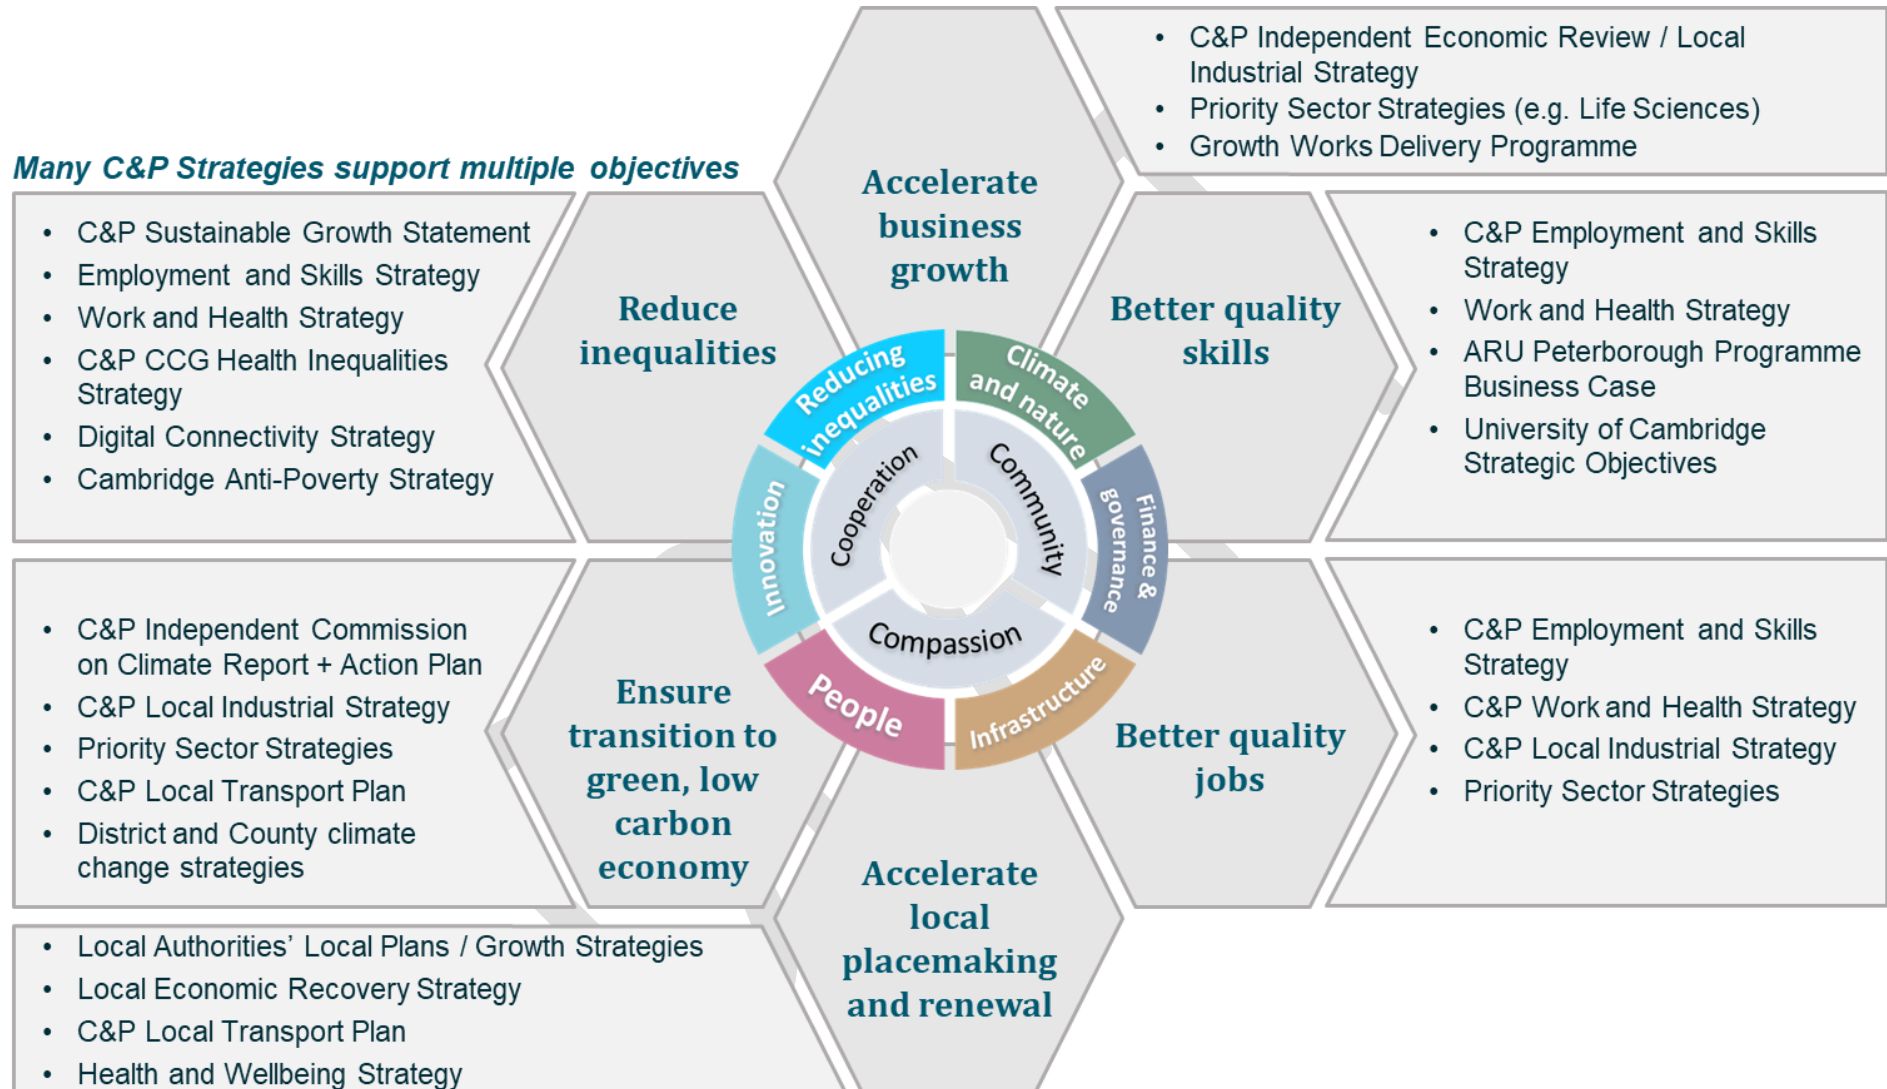 • C&P Independent Economic Review / Local
Industrial Strategy
• Priority Sector Strategies (e.g. Life Sciences)
• Growth Works Delivery Programme
Many C&P Strategies support multiple objectives
Accelerate
business
growth
• C&P Sustainable Growth Statement
• Employment and Skills Strategy
• Work and Health Strategy
• C&P CCG Health Inequalities
Strategy
• Digital Connectivity Strategy
• Cambridge Anti-Poverty Strategy
Reduce
inequalities
Better quality
skills
• C&P Employment and Skills
Strategy
• Work and Health Strategy
• ARU Peterborough Programme
Business Case
• University of Cambridge
Strategic Objectives
Reducing
inequalities
Climate
and nature
Innovation
Cooperation
Community
Finance &
governance
Compassion
People
Infrastructure
• C&P Independent Commission
on Climate Report + Action Plan
• C&P Local Industrial Strategy
• Priority Sector Strategies
• C&P Local Transport Plan
• District and County climate
change strategies
Ensure
transition to
green, low
carbon
economy
Better quality
jobs
• C&P Employment and Skills
Strategy
• C&P Work and Health Strategy
• C&P Local Industrial Strategy
• Priority Sector Strategies
Accelerate
local
placemaking
and renewal
• Local Authorities’ Local Plans / Growth Strategies
• Local Economic Recovery Strategy
• C&P Local Transport Plan
• Health and Wellbeing Strategy